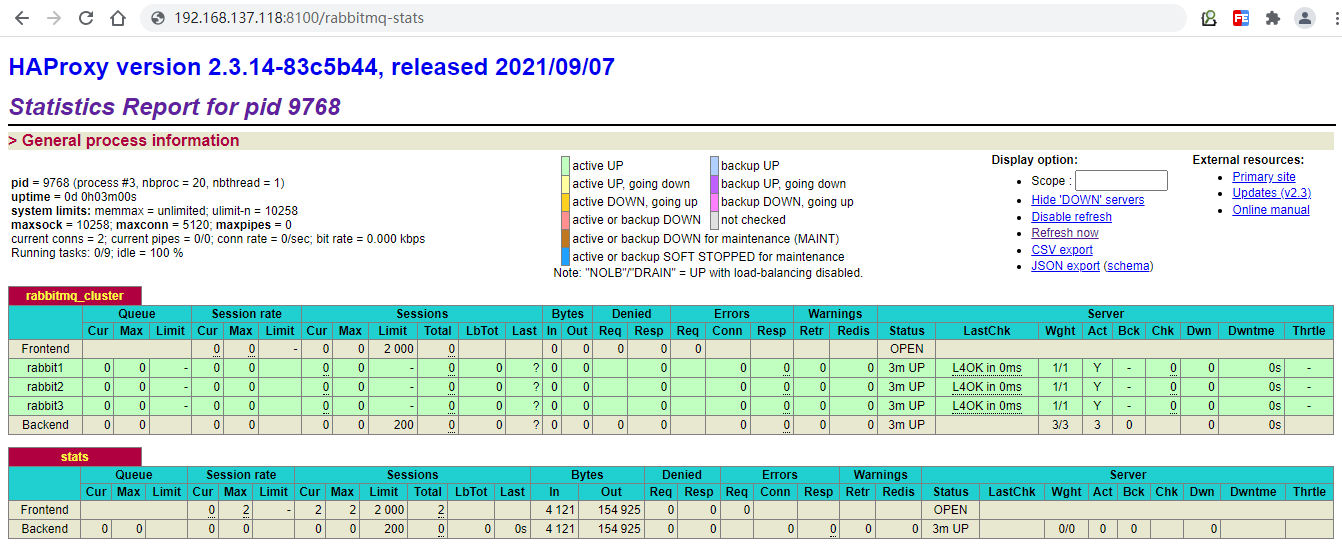 192.168.137.118:8100/rabbitmq-stats
HAProxy version 2.3.14-83c5b44, released 2021/09/07
Statistics Report for pid 9768
> General process information
pid = 9768 (process #3, nbproc = 20, nbthread = 1)
uptime = 0d 0h03m00s
system limits: memmax = unlimited; ulimit-n = 10258
maxsock = 10258; maxconn = 5120; maxpipes = 0
current conns = 2; current pipes = 0/0; conn rate = 0/sec; bit rate = 0.000 kbps
Running tasks: 0/9; idle = 100 %
active UP backup UP
active UP, going down backup UP, going down
active DOWN, going up backup DOWN, going up
active or backup DOWN not checked
active or backup DOWN for maintenance (MAINT)
active or backup SOFT STOPPED for maintenance
Note: "NOLB"/"DRAIN" = UP with load-balancing disabled.
Display option:
• Scope :
• Hide 'DOWN' servers
• Disable refresh
• Refresh now
• CSV export
• JSON export (schema)
External resources:
• Primary site
• Updates (v2.3)
• Online manual
rabbitmq_cluster
Queue Session rate Sessions Bytes Denied Errors Warnings Server
Cur Max Limit Cur Max Limit Cur Max Limit Total LbTot Last In Out Req Resp Req Conn Resp Retr Redis Status LastChk Wght Act Bck Chk Dwn Dwntme Thrtle
Frontend 0 0 - 0 0 2 000 0 0 0 0 0 0 OPEN
rabbit1 0 0 - 0 0 0 0 - 0 0 ? 0 0 0 0 0 0 0 3m UP L4OK in 0ms 1/1 Y - 0 0 0s -
rabbit2 0 0 - 0 0 0 0 - 0 0 ? 0 0 0 0 0 0 0 3m UP L4OK in 0ms 1/1 Y - 0 0 0s -
rabbit3 0 0 - 0 0 0 0 - 0 0 ? 0 0 0 0 0 0 0 3m UP L4OK in 0ms 1/1 Y - 0 0 0s -
Backend 0 0 0 0 0 0 200 0 0 ? 0 0 0 0 0 0 0 0 3m UP 3/3 3 0 0 0s
stats
Queue Session rate Sessions Bytes Denied Errors Warnings Server
Cur Max Limit Cur Max Limit Cur Max Limit Total LbTot Last In Out Req Resp Req Conn Resp Retr Redis Status LastChk Wght Act Bck Chk Dwn Dwntme Thrtle
Frontend 0 2 - 2 2 2 000 2 4 121 154 925 0 0 0 OPEN
Backend 0 0 0 0 0 0 200 0 0 0s 4 121 154 925 0 0 0 0 0 0 3m UP 0/0 0 0 0